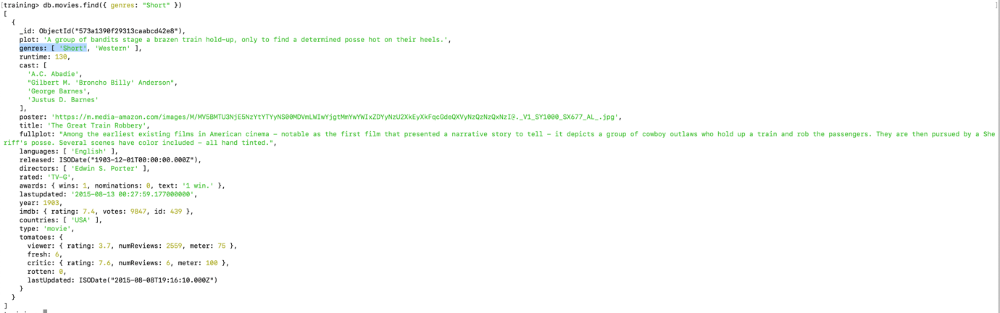 [training> db.movies.find({ genres: "Short" })
[
{
_id: ObjectId("573a1390f29313caabcd42e8"),
plot: 'A group of bandits stage a brazen train hold-up, only to find a determined posse hot on their heels.',
genres: [ 'Short', 'Western' ],
runtime: 130,
cast: [
'A.C. Abadie',
"Gilbert M. 'Broncho Billy' Anderson",
'George Barnes',
'Justus D. Barnes'
],
poster: 'https://m.media-amazon.com/images/M/MV5BMTU3NjE5NzYtYTYyNS00MDVmLWIwYjgtMmYwYWIxZDYyNzU2XkEyXkFqcGdeQXVyNzQzNzQxNzI@._V1_SY1000_SX677_AL_.jpg',
title: 'The Great Train Robbery',
fullplot: "Among the earliest existing films in American cinema - notable as the first film that presented a narrative story to tell - it depicts a group of cowboy outlaws who hold up a train and rob the passengers. They are then pursued by a She
riff's posse. Several scenes have color included - all hand tinted.",
languages: [ 'English' ],
released: ISODate("1903-12-01T00:00:00.000Z"),
directors: [ 'Edwin S. Porter' ],
rated: 'TV-G',
awards: { wins: 1, nominations: 0, text: '1 win.' },
lastupdated: '2015-08-13 00:27:59.177000000',
year: 1903,
imdb: { rating: 7.4, votes: 9847, id: 439 },
countries: [ 'USA' ],
type: 'movie',
tomatoes: {
viewer: { rating: 3.7, numReviews: 2559, meter: 75 },
fresh: 6,
critic: { rating: 7.6, numReviews: 6, meter: 100 },
rotten: 0,
lastUpdated: ISODate("2015-08-08T19:16:10.000Z")
}
}
]